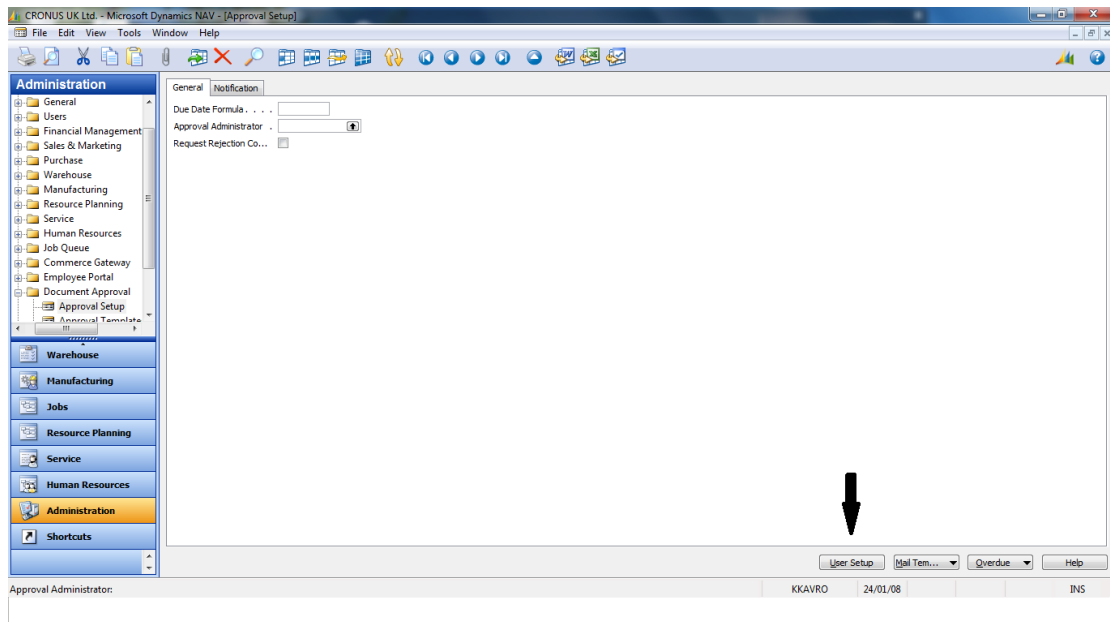 CRONUS UK Ltd. - Microsoft Dynamics NAV - [Approval Setup]
File Edit View Tools Window Help
Administration
General
Users
Financial Management
Sales & Marketing
Purchase
Warehouse
Manufacturing
Resource Planning
Service
Human Resources
Job Queue
Commerce Gateway
Employee Portal
Document Approval
Approval Setup
Approval Template
Warehouse
Manufacturing
Jobs
Resource Planning
Service
Human Resources
Administration
Shortcuts
General Notification
Due Date Formula . . . .
Approval Administrator .
Request Rejection Co...
User Setup Mail Tem... Overdue Help
Approval Administrator: KKAVRO 24/01/08 INS